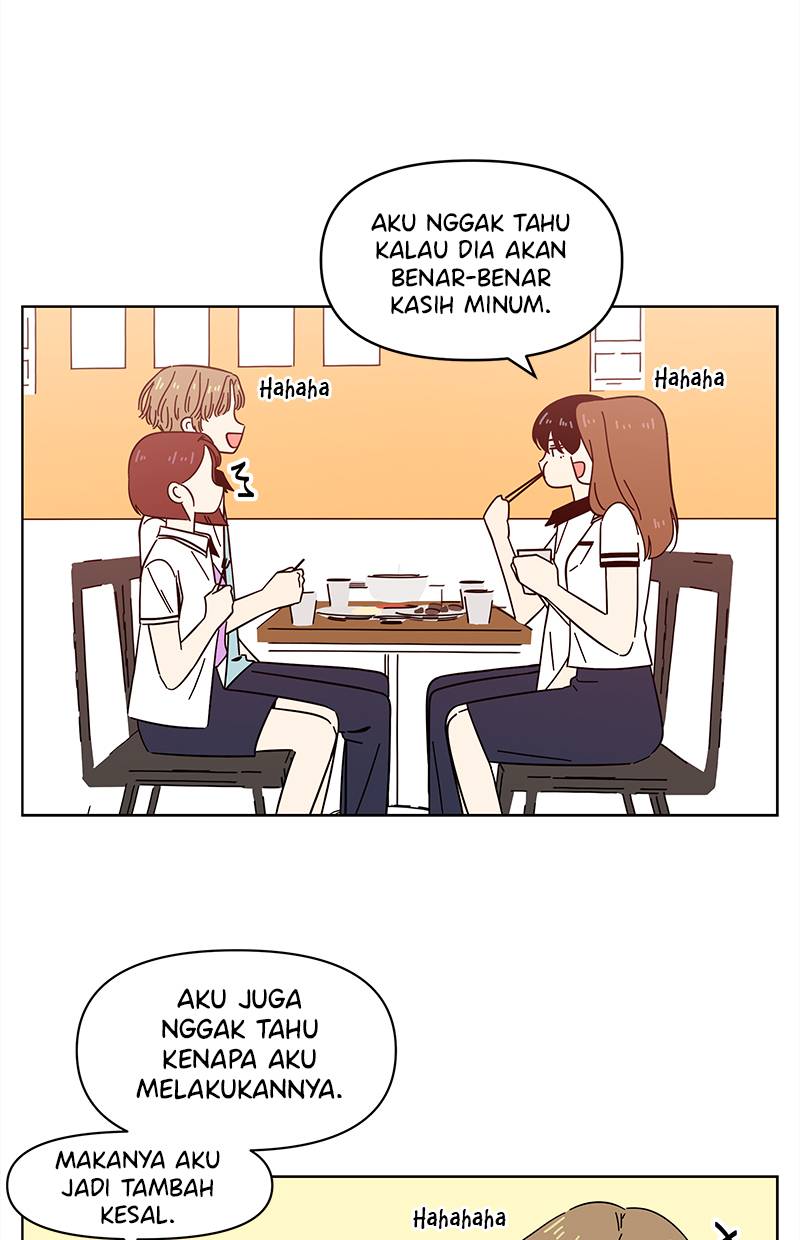 AKU NGGAK TAHU
KALAU DIA AKAN
BENAR-BENAR
KASIH MINUM.
Hahaha
Hahaha
AKU JUGA
NGGAK TAHU
KENAPA AKU
MELAKUKANNYA.
MAKANYA AKU
JADI TAMBAH
KESAL.
Hahahaha